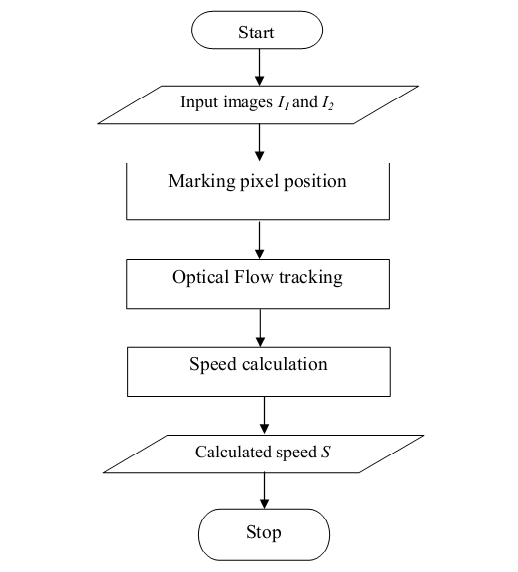 Start
Input images I1 and I2
Marking pixel position
Optical Flow tracking
Speed calculation
Calculated speed S
Stop